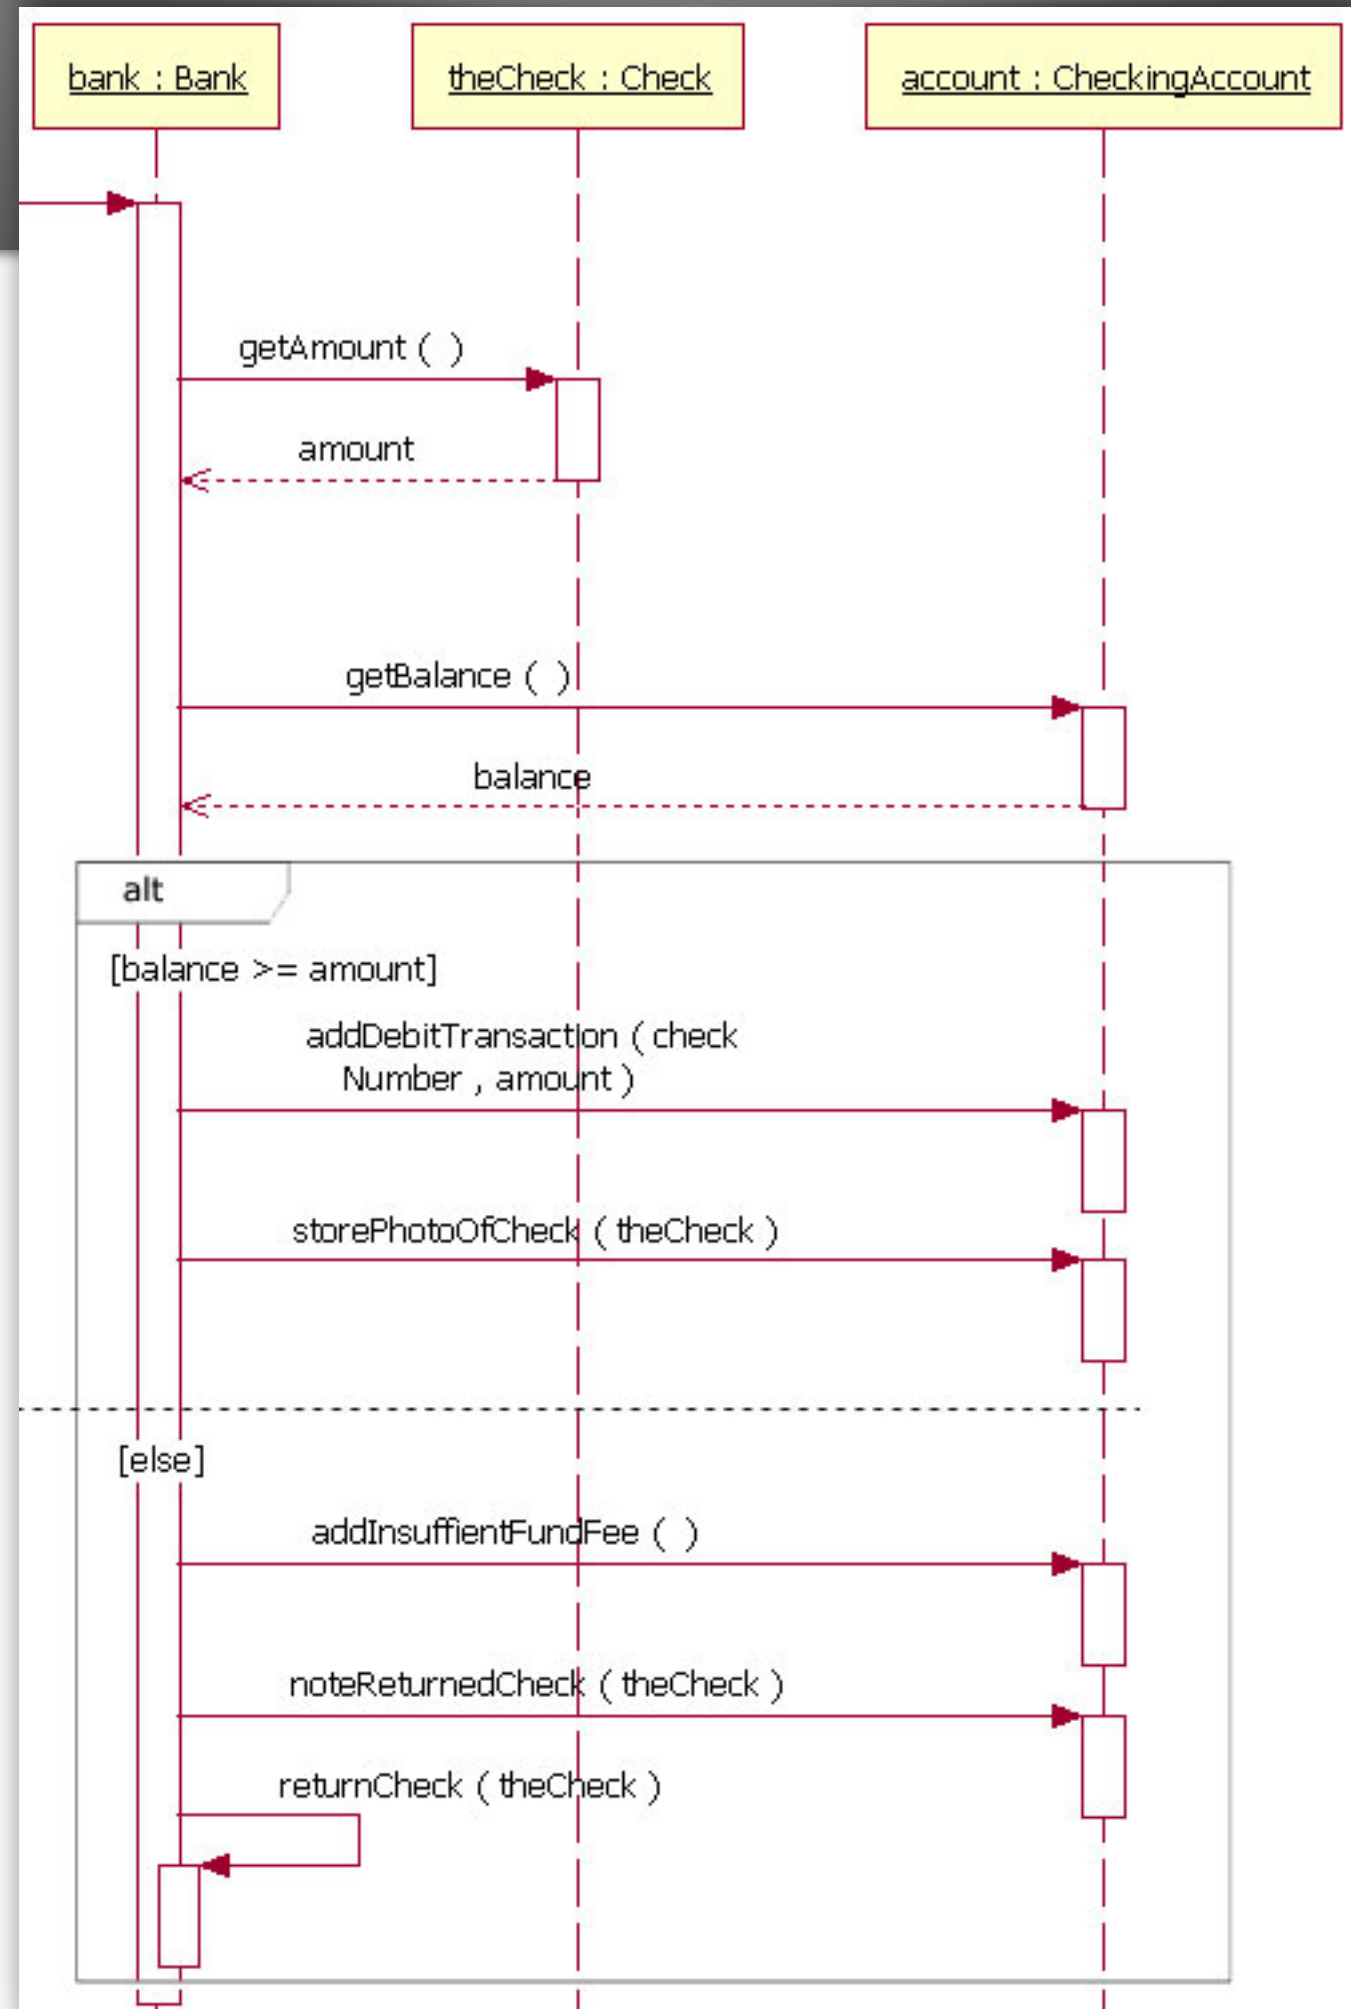 bank : Bank
theCheck : Check
account : CheckingAccount
getAmount ( )
amount
getBalance ( )
balance
alt
[balance >= amount]
addDebitTransaction ( check
Number , amount )
storePhotoOfCheck ( theCheck )
[else]
addInsuffientFundFee ( )
noteReturnedCheck ( theCheck )
returnCheck ( theCheck )